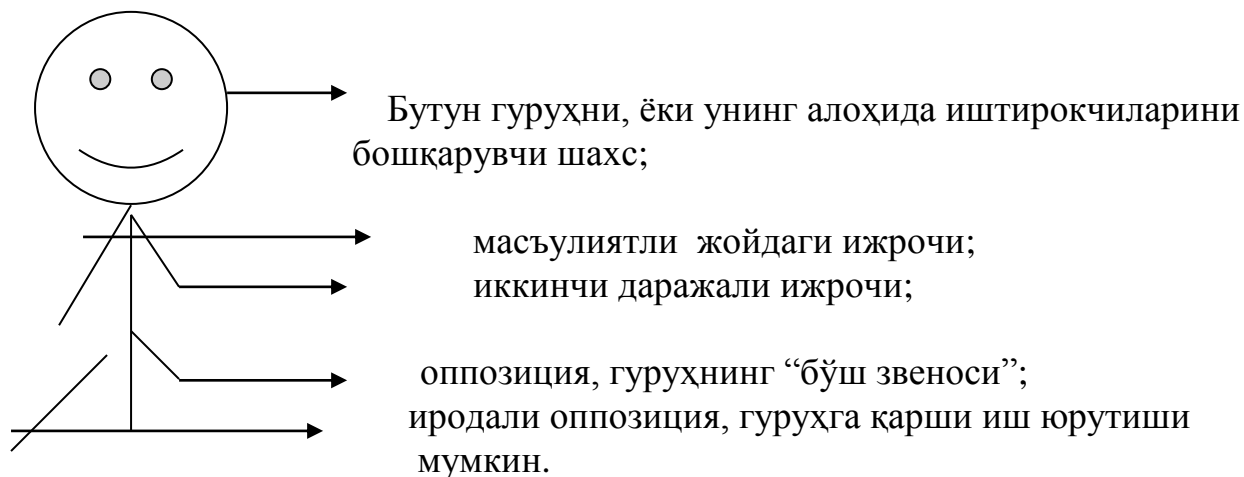 Бутун гуруҳни, ёки унинг алоҳида иштирокчиларини
бошқарувчи шахс;
масъулиятли жойдаги ижрочи;
иккинчи даражали ижрочи;
оппозиция, гуруҳнинг “бўш звеноси”;
иродали оппозиция, гуруҳга қарши иш юрутиши
мумкин.